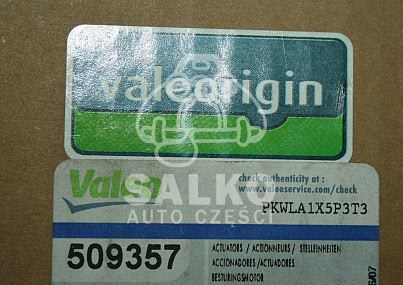 valeorigin
Valeo
check authenticity at :
www.valeoservice.com/check
SALKO
AUTO CZĘŚCI
PKWLA1X5P3T3
509357
ACTUATORS / ACTIONNEURS / STELLEINHEITEN
ACCIONADORES /ACTUADORES
BESTURINGSMOTOR